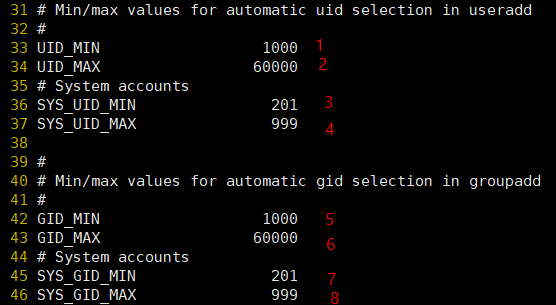 31 # Min/max values for automatic uid selection in useradd
32 #
33 UID_MIN 1000 1
34 UID_MAX 60000 2
35 # System accounts
36 SYS_UID_MIN 201 3
37 SYS_UID_MAX 999 4
38
39 #
40 # Min/max values for automatic gid selection in groupadd
41 #
42 GID_MIN 1000 5
43 GID_MAX 60000 6
44 # System accounts
45 SYS_GID_MIN 201 7
46 SYS_GID_MAX 999 8